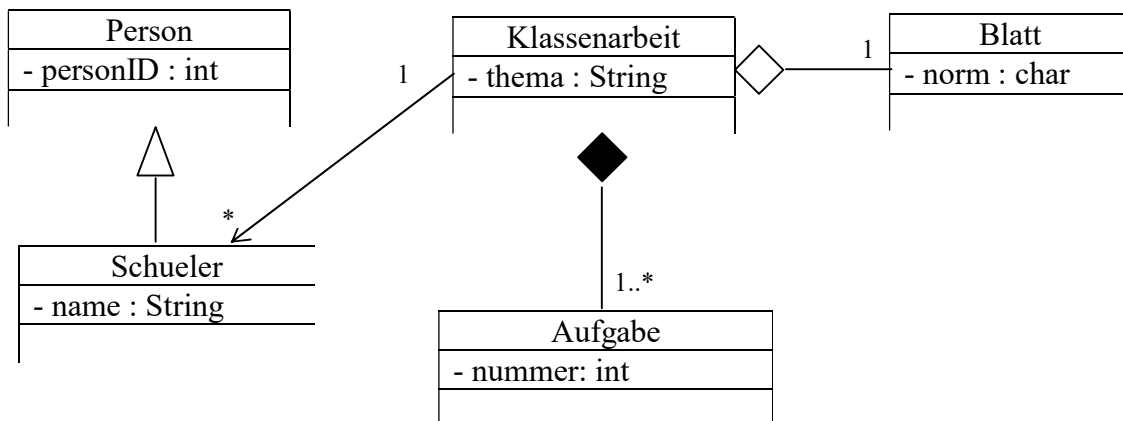 Person
- personID : int
Klassenarbeit
- thema : String
Blatt
- norm : char
1
1
*
Schueler
- name : String
1..*
Aufgabe
- nummer: int